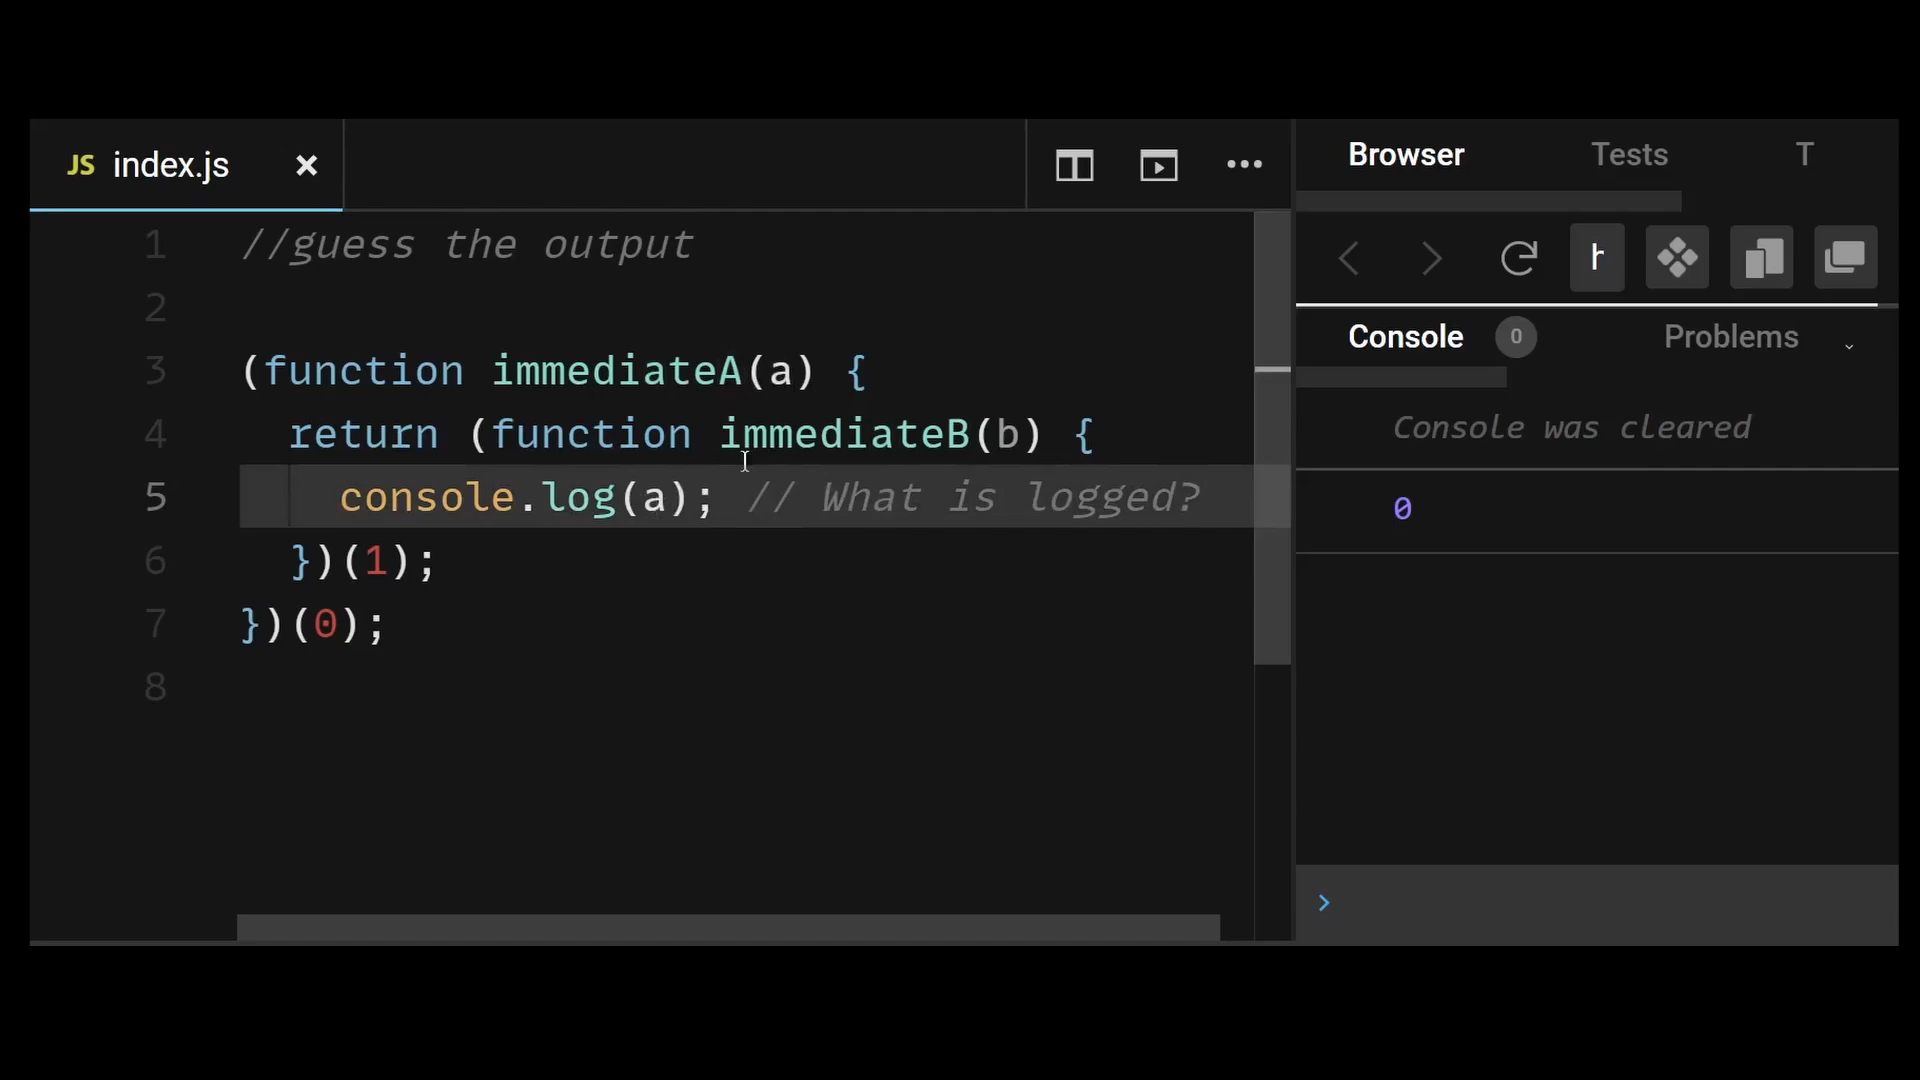 JS index.js ×
Browser Tests T
1 //guess the output
2
3 (function immediateA(a) {
4 return (function immediateB(b) {
5 console.log(a); // What is logged?
6 })(1);
7 })(0);
8
Console 0 Problems
Console was cleared
0